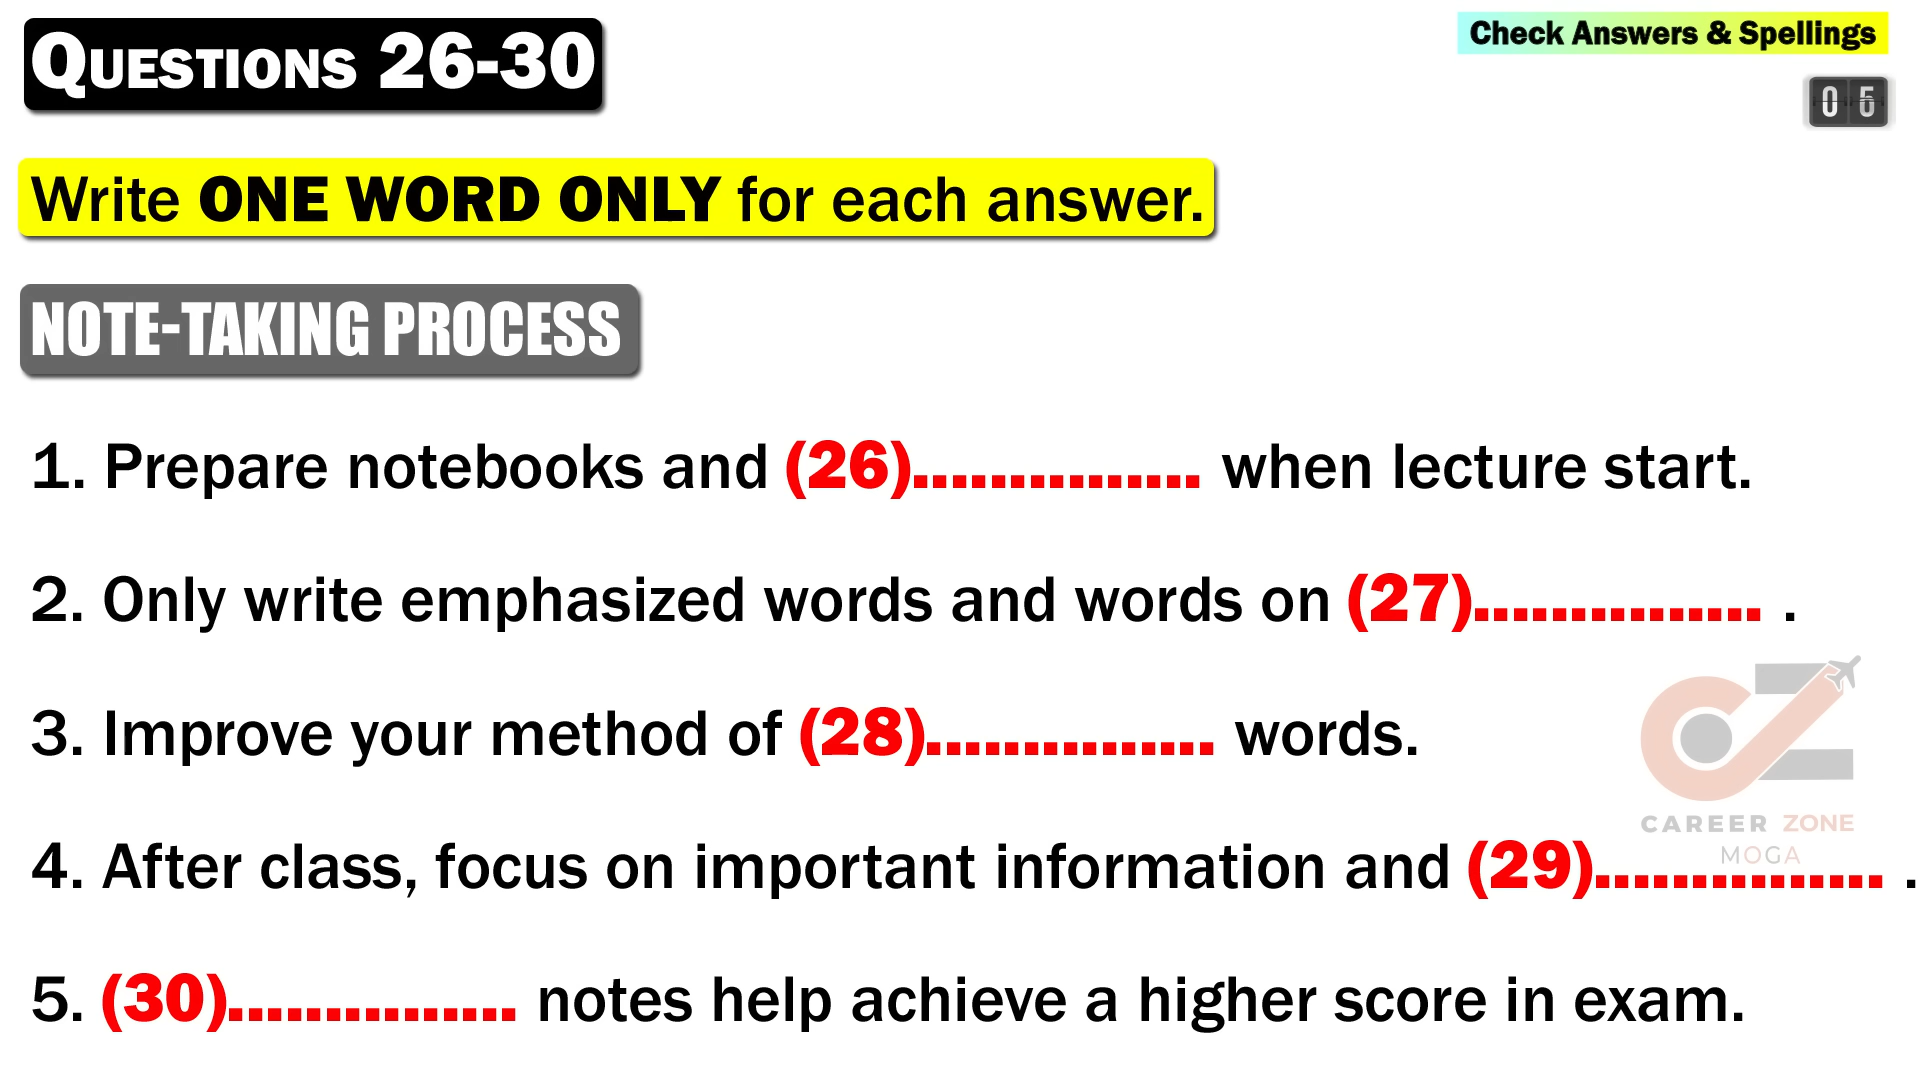 QUESTIONS 26-30
Check Answers & Spellings
05
Write ONE WORD ONLY for each answer.
NOTE-TAKING PROCESS
1. Prepare notebooks and (26)............... when lecture start.
2. Only write emphasized words and words on (27)............... .
3. Improve your method of (28)............... words.
CAREER ZONE
MOGA
4. After class, focus on important information and (29)............... .
5. (30)............... notes help achieve a higher score in exam.